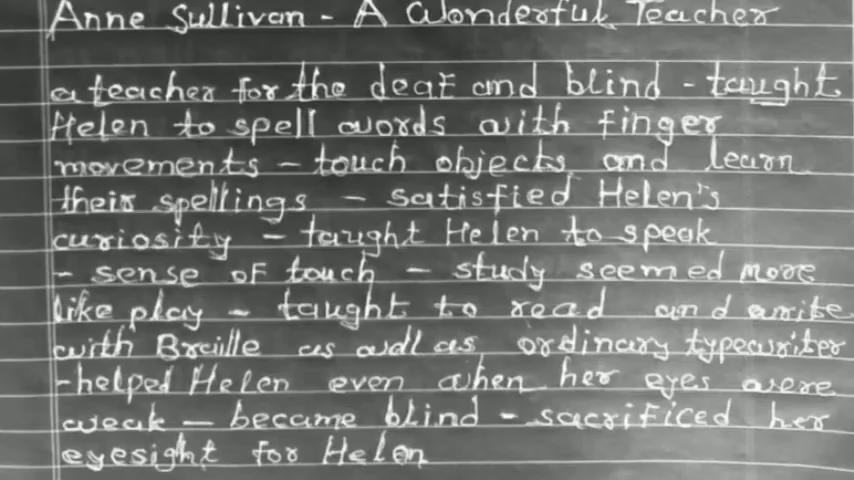 Anne Sullivan - A Wonderful Teacher
a teacher for the deaf and blind - taught
Helen to spell words with finger
movements - touch objects and learn
their spellings - satisfied Helen's
curiosity - taught Helen to speak
- sense of touch - study seemed more
like play - taught to read and write
with Braille as well as ordinary typewriter
-helped Helen even when her eyes were
weak - became blind - sacrificed her
eyesight for Helen